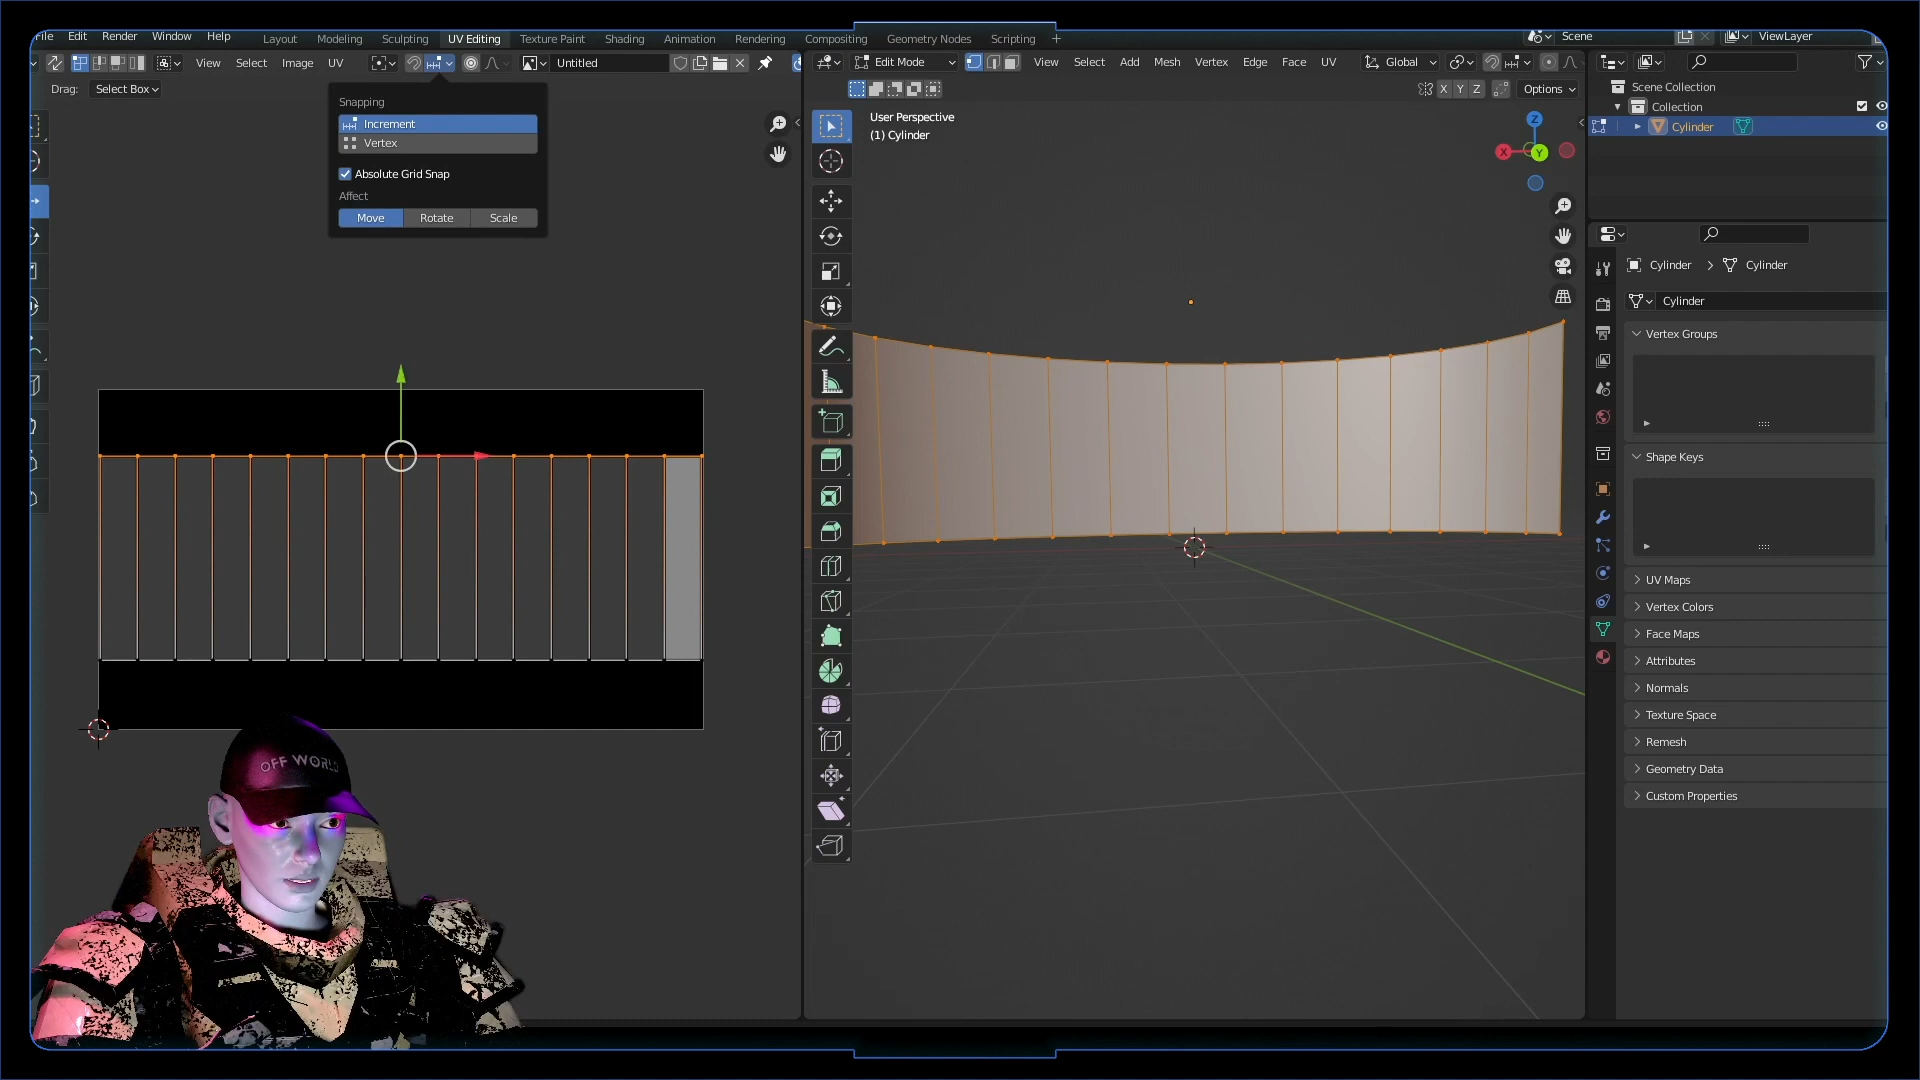 File Edit Render Window Help
Layout Modeling Sculpting UV Editing Texture Paint Shading Animation Rendering Compositing Geometry Nodes Scripting +
Scene
ViewLayer
View Select Image UV
Untitled
Edit Mode
View Select Add Mesh Vertex Edge Face UV
Global
Drag: Select Box
X Y Z
Options
Snapping
Increment
Vertex
Absolute Grid Snap
Affect
Move Rotate Scale
User Perspective
(1) Cylinder
Z
X
Y
Scene Collection
Collection
Cylinder
Cylinder > Cylinder
Cylinder
Vertex Groups
Shape Keys
UV Maps
Vertex Colors
Face Maps
Attributes
Normals
Texture Space
Remesh
Geometry Data
Custom Properties
OFF WORLD